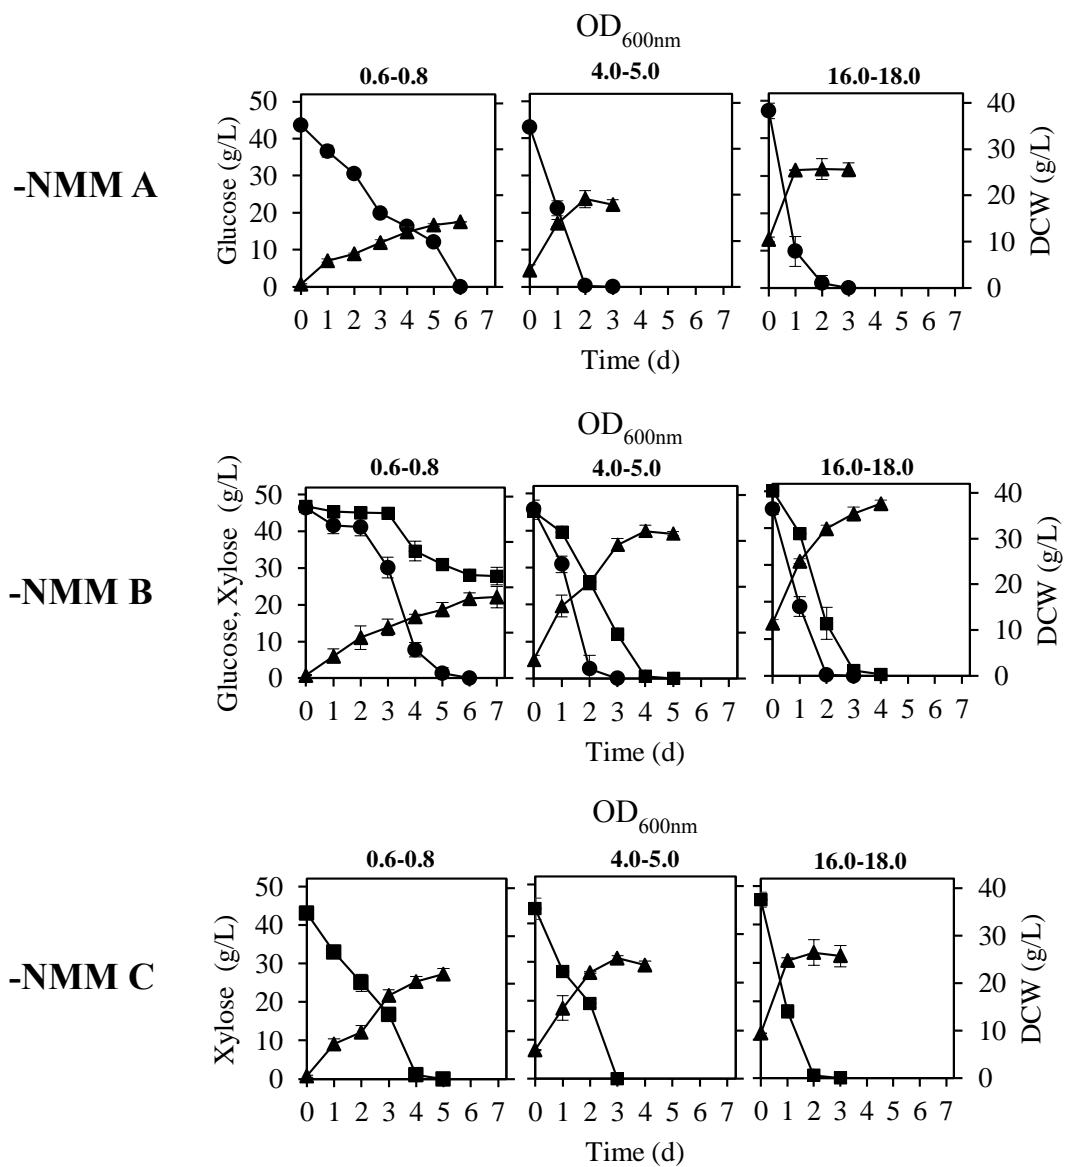 OD600nm
0.6-0.8 4.0-5.0 16.0-18.0
-NMM A
Glucose (g/L)
50
40
30
20
10
0
40
30
20
10
0
DCW (g/L)
0 1 2 3 4 5 6 7 0 1 2 3 4 5 6 7 0 1 2 3 4 5 6 7
Time (d)
OD600nm
0.6-0.8 4.0-5.0 16.0-18.0
-NMM B
Glucose, Xylose (g/L)
50
40
30
20
10
0
40
30
20
10
0
DCW (g/L)
0 1 2 3 4 5 6 7 0 1 2 3 4 5 6 7 0 1 2 3 4 5 6 7
Time (d)
OD600nm
0.6-0.8 4.0-5.0 16.0-18.0
-NMM C
Xylose (g/L)
50
40
30
20
10
0
40
30
20
10
0
DCW (g/L)
0 1 2 3 4 5 6 7 0 1 2 3 4 5 6 7 0 1 2 3 4 5 6 7
Time (d)